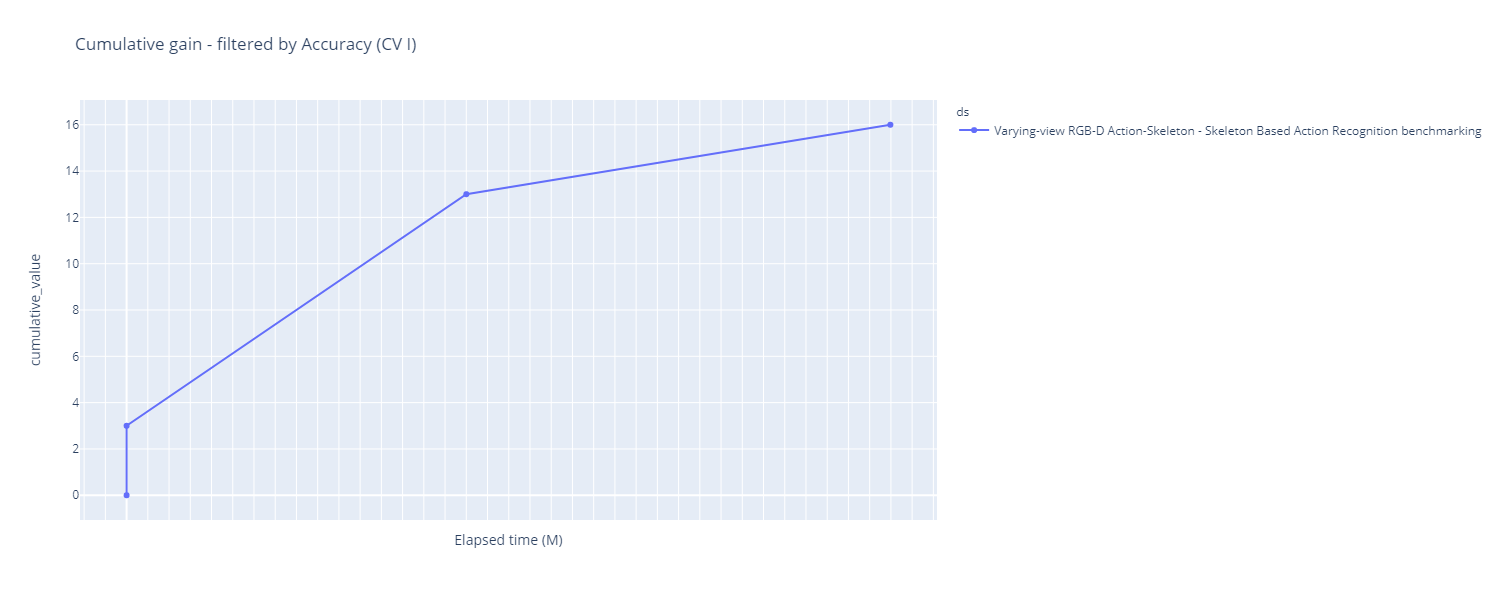 Cumulative gain - filtered by Accuracy (CV I)
ds
Varying-view RGB-D Action-Skeleton - Skeleton Based Action Recognition benchmarking
16
14
12
10
8
6
4
2
0
cumulative_value
Elapsed time (M)